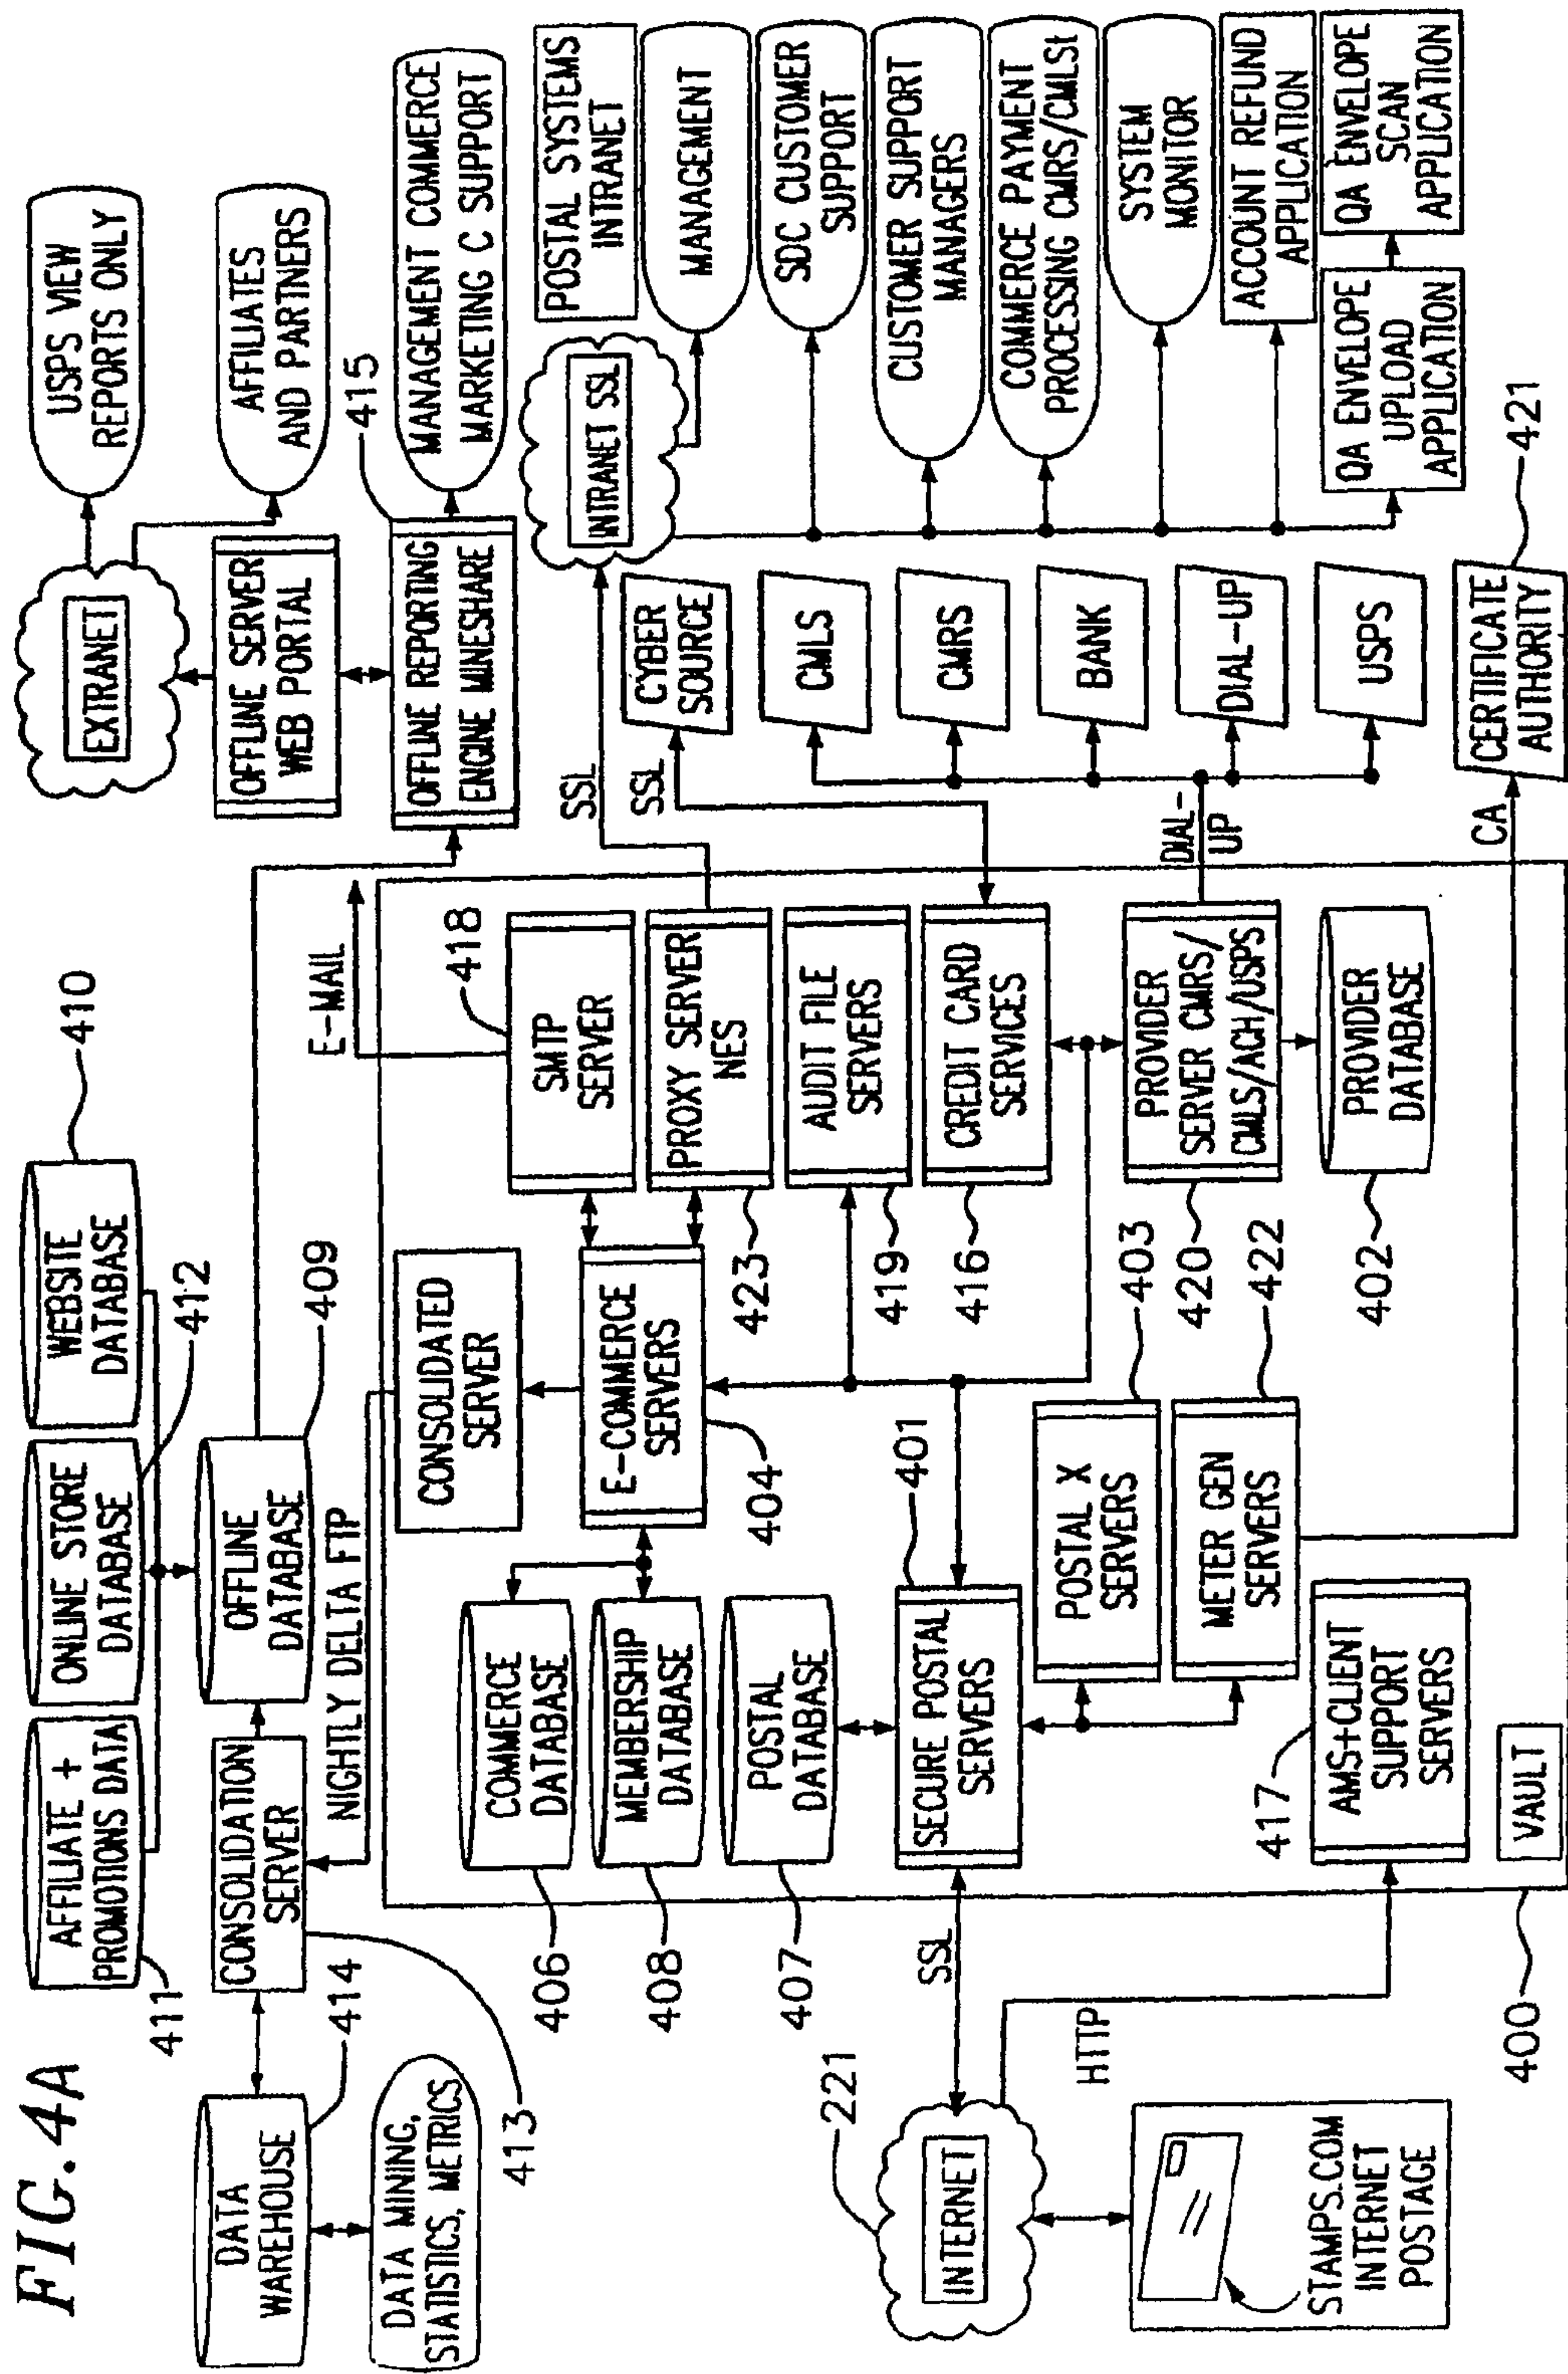 FIG. 4A
AFFILIATE +
PROMOTIONS DATA
411
ONLINE STORE
DATABASE
412
WEBSITE
DATABASE
410
DATA
WAREHOUSE
414
CONSOLIDATION
SERVER
413
OFFLINE
DATABASE
409
DATA MINING,
STATISTICS, METRICS
NIGHTLY DELTA FTP
E-MAIL
EXTRANET
USPS VIEW
REPORTS ONLY
AFFILIATES
AND PARTNERS
OFFLINE SERVER
WEB PORTAL
OFFLINE REPORTING
ENGINE MINESHARE
415
MANAGEMENT COMMERCE
MARKETING C SUPPORT
COMMERCE
DATABASE
406
MEMBERSHIP
DATABASE
408
POSTAL
DATABASE
407
CONSOLIDATED
SERVER
E-COMMERCE
SERVERS
404
SMTP
SERVER
418
PROXY SERVER
NES
423
AUDIT FILE
SERVERS
419
CREDIT CARD
SERVICES
416
PROVIDER
SERVER CMRS/
CMLS/ACH/USPS
420
PROVIDER
DATABASE
402
SECURE POSTAL
SERVERS
401
POSTAL X
SERVERS
403
METER GEN
SERVERS
422
AMS+CLIENT
SUPPORT
SERVERS
417
VAULT
400
INTERNET
221
SSL
HTTP
STAMPS.COM
INTERNET
POSTAGE
SSL
SSL
DIAL-
UP
CA
CYBER
SOURCE
CMLS
CMRS
BANK
DIAL-UP
USPS
CERTIFICATE
AUTHORITY
421
INTRANET SSL
POSTAL SYSTEMS
INTRANET
MANAGEMENT
SDC CUSTOMER
SUPPORT
CUSTOMER SUPPORT
MANAGERS
COMMERCE PAYMENT
PROCESSING CMRS/CMLSt
SYSTEM
MONITOR
ACCOUNT REFUND
APPLICATION
QA ENVELOPE
UPLOAD
APPLICATION
QA ENVELOPE
SCAN
APPLICATION